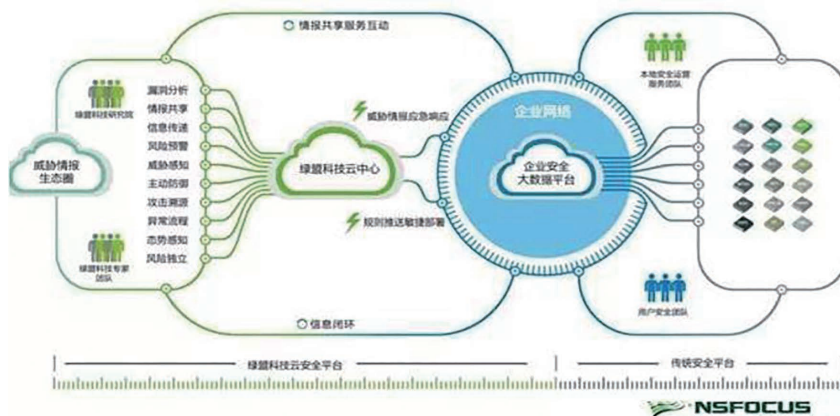 情报共享服务互动
绿盟科技研究院
漏洞分析
情报共享
信息传递
风险预警
威胁感知
主动防御
攻击溯源
异常流程
态势感知
风险独立
威胁情报
生态圈
绿盟科技专家
团队
绿盟科技云中心
威胁情报应急响应
规则推送敏捷部署
企业网络
企业安全
大数据平台
本地安全运营
服务团队
用户安全团队
信息闭环
绿盟科技云安全平台
传统安全平台
NSFOCUS